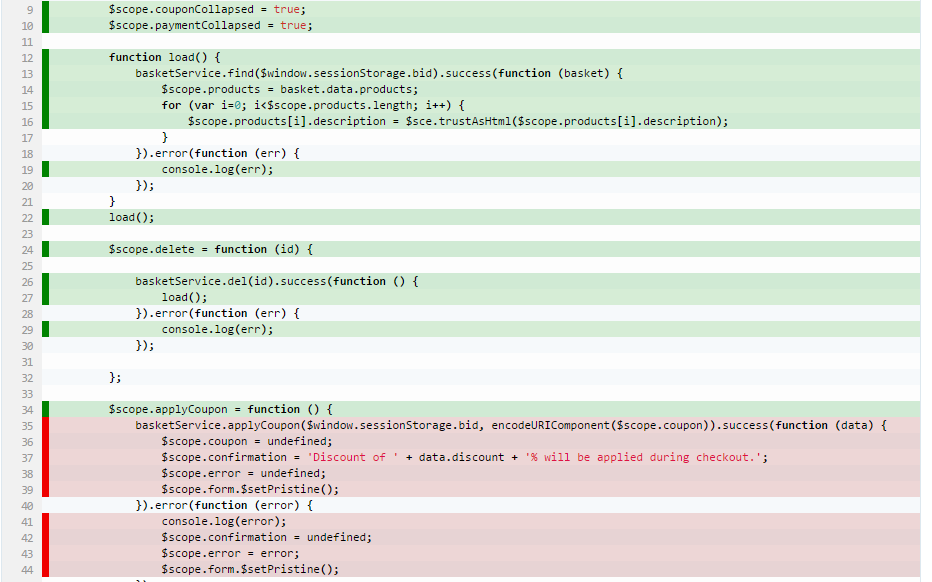 9 $scope.couponCollapsed = true;
10 $scope.paymentCollapsed = true;
11
12 function load() {
13 basketService.find($window.sessionStorage.bid).success(function (basket) {
14 $scope.products = basket.data.products;
15 for (var i=0; i<$scope.products.length; i++) {
16 $scope.products[i].description = $sce.trustAsHtml($scope.products[i].description);
17 }
18 }).error(function (err) {
19 console.log(err);
20 });
21 }
22 load();
23
24 $scope.delete = function (id) {
25
26 basketService.del(id).success(function () {
27 load();
28 }).error(function (err) {
29 console.log(err);
30 });
31
32 };
33
34 $scope.applyCoupon = function () {
35 basketService.applyCoupon($window.sessionStorage.bid, encodeURIComponent($scope.coupon)).success(function (data) {
36 $scope.coupon = undefined;
37 $scope.confirmation = 'Discount of ' + data.discount + '% will be applied during checkout.';
38 $scope.error = undefined;
39 $scope.form.$setPristine();
40 }).error(function (error) {
41 console.log(error);
42 $scope.confirmation = undefined;
43 $scope.error = error;
44 $scope.form.$setPristine();